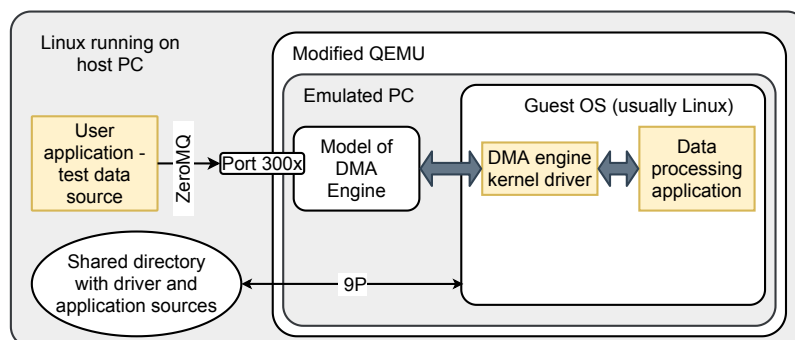 Linux running on
host PC
Modified QEMU
Emulated PC
Guest OS (usually Linux)
User
application -
test data
source
ZeroMQ
Port 300x
Model of
DMA
Engine
DMA engine
kernel driver
Data
processing
application
Shared directory
with driver and
application sources
9P